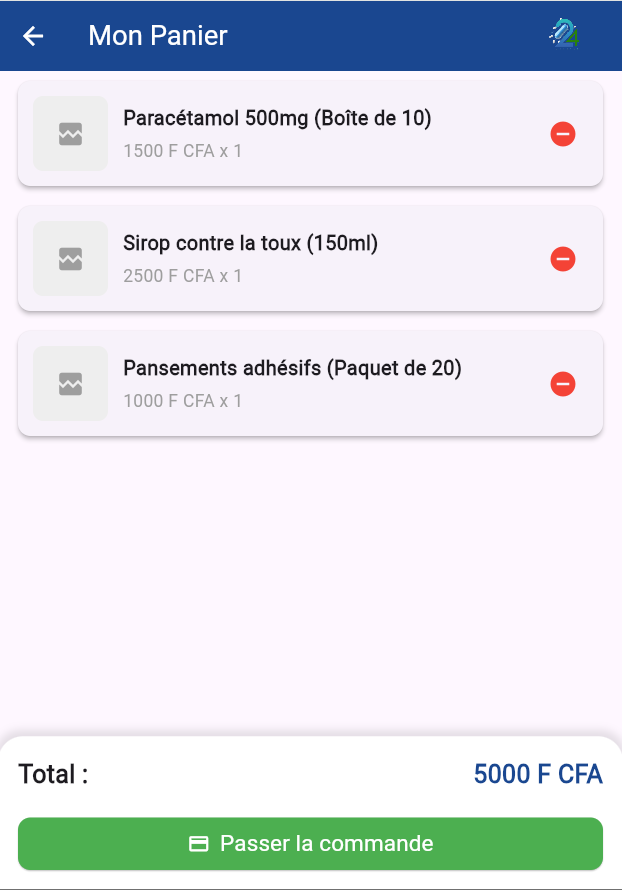 Mon Panier
24
Paracétamol 500mg (Boîte de 10)
1500 F CFA x 1
Sirop contre la toux (150ml)
2500 F CFA x 1
Pansements adhésifs (Paquet de 20)
1000 F CFA x 1
Total :
5000 F CFA
Passer la commande